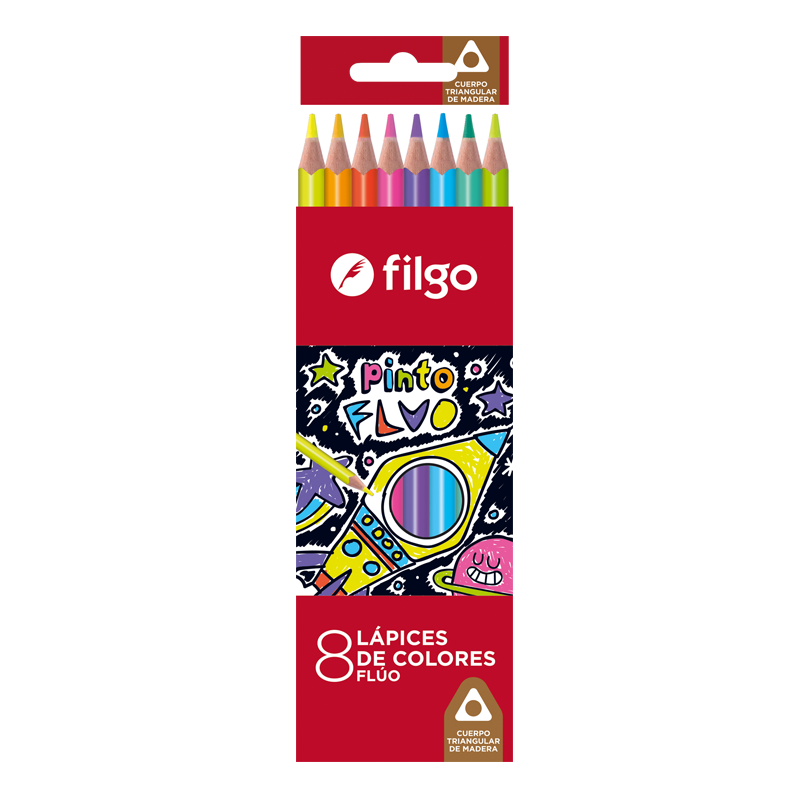 CUERPO
TRIANGULAR
DE MADERA
filgo
pinto
FLUO
8 LÁPICES
DE COLORES
FLÚO
CUERPO
TRIANGULAR
DE MADERA